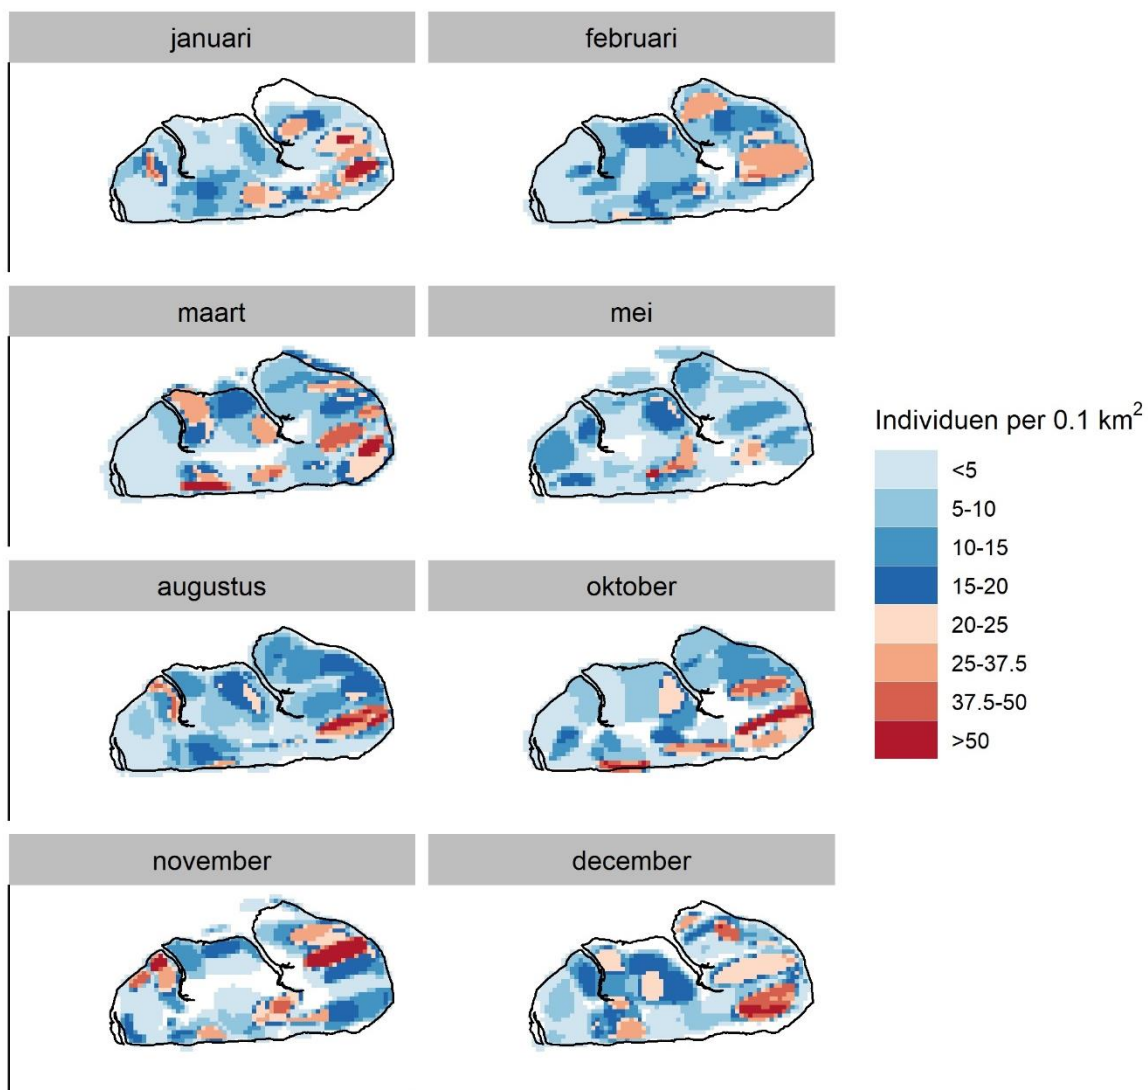 januari
februari
maart
mei
augustus
oktober
november
december
Individuen per 0.1 km²
<5
5-10
10-15
15-20
20-25
25-37.5
37.5-50
>50